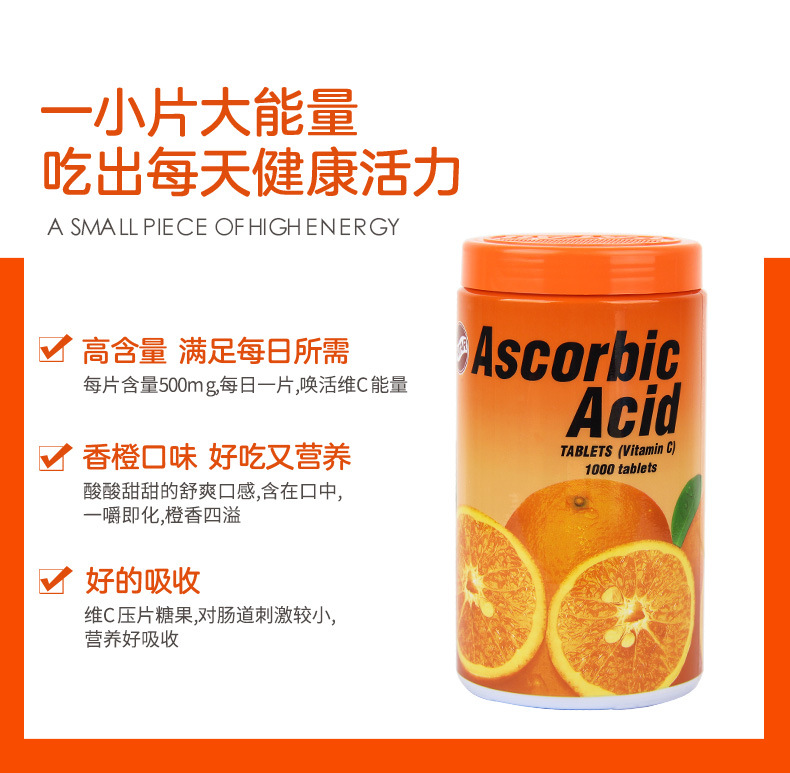 一小片大能量
吃出每天健康活力
A SMALL PIECE OF HIGH ENERGY
高含量 满足每日所需
每片含量500mg,每日一片,唤活维C能量
香橙口味 好吃又营养
酸酸甜甜的舒爽口感,含在口中,
一嚼即化,橙香四溢
好的吸收
维C压片糖果,对肠道刺激较小,
营养好吸收
Ascorbic
Acid
TABLETS (Vitamin C)
1000 tablets